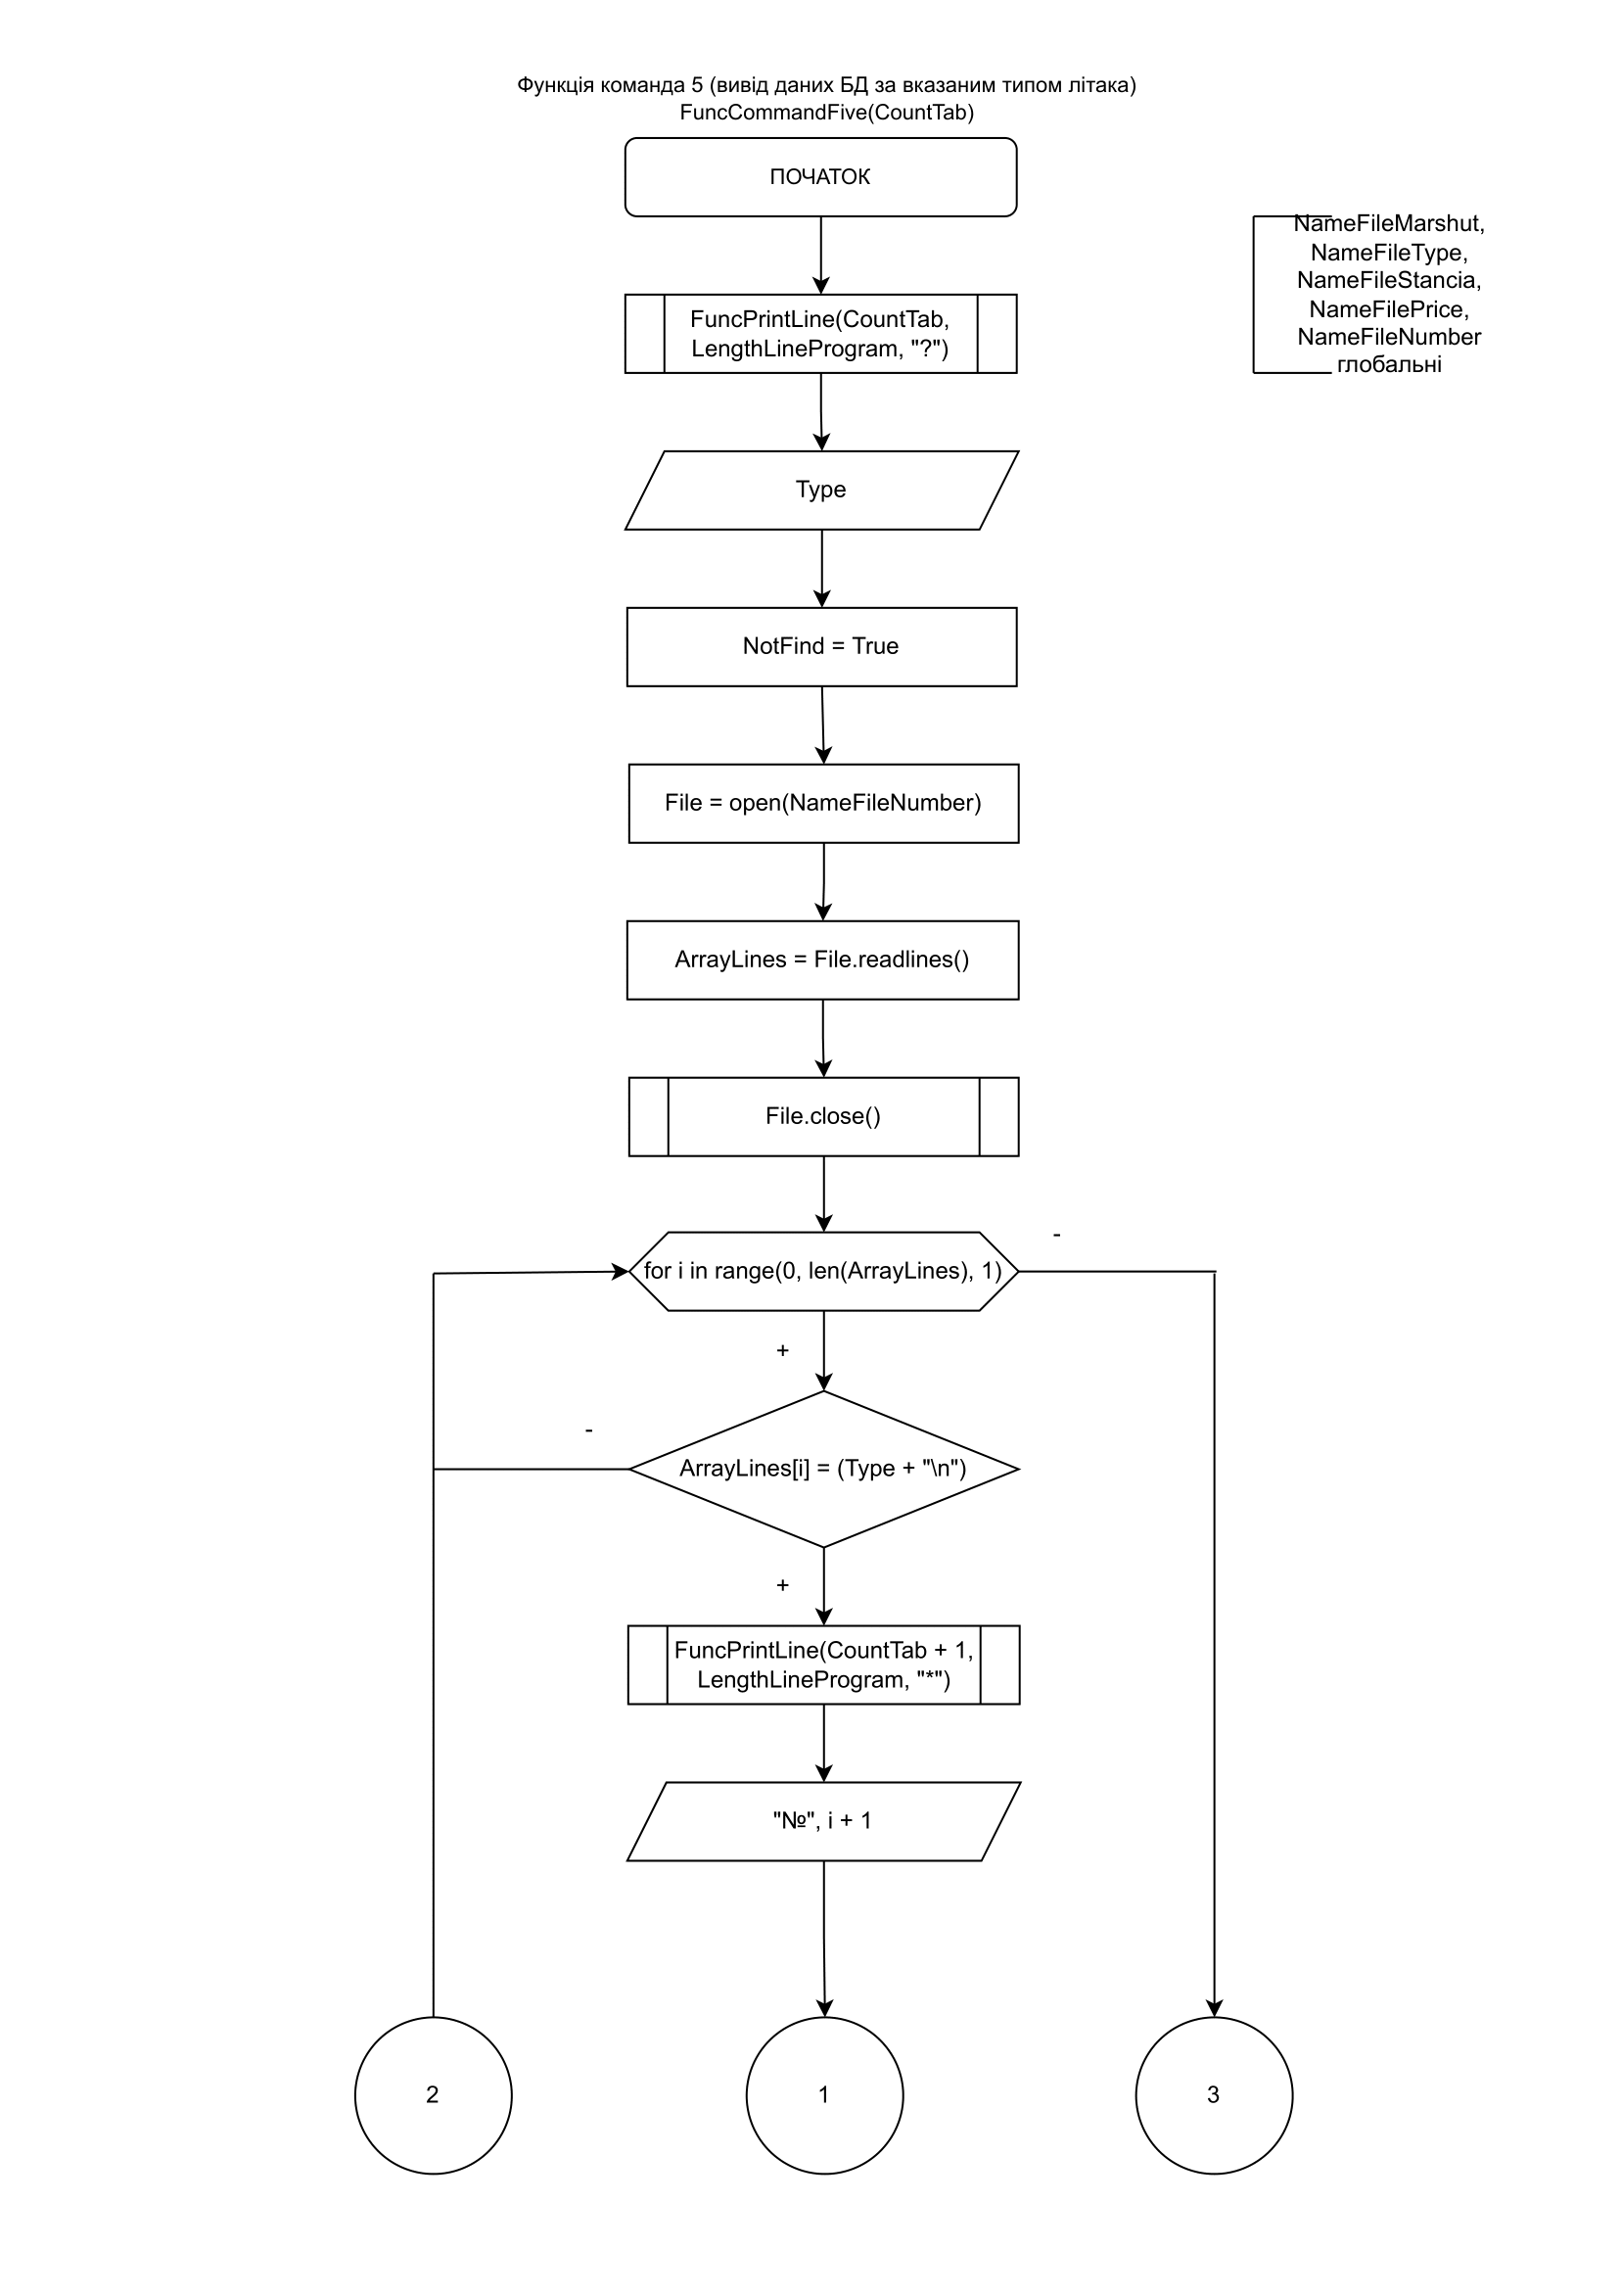 Функція команда 5 (вивід даних БД за вказаним типом літака)
FuncCommandFive(CountTab)
ПОЧАТОК
NameFileMarshut,
NameFileType,
NameFileStancia,
NameFilePrice,
NameFileNumber
глобальні
FuncPrintLine(CountTab,
LengthLineProgram, "?")
Type
NotFind = True
File = open(NameFileNumber)
ArrayLines = File.readlines()
File.close()
-
for i in range(0, len(ArrayLines), 1)
+
-
ArrayLines[i] = (Type + "\n")
+
FuncPrintLine(CountTab + 1,
LengthLineProgram, "*")
"№", i + 1
2
1
3